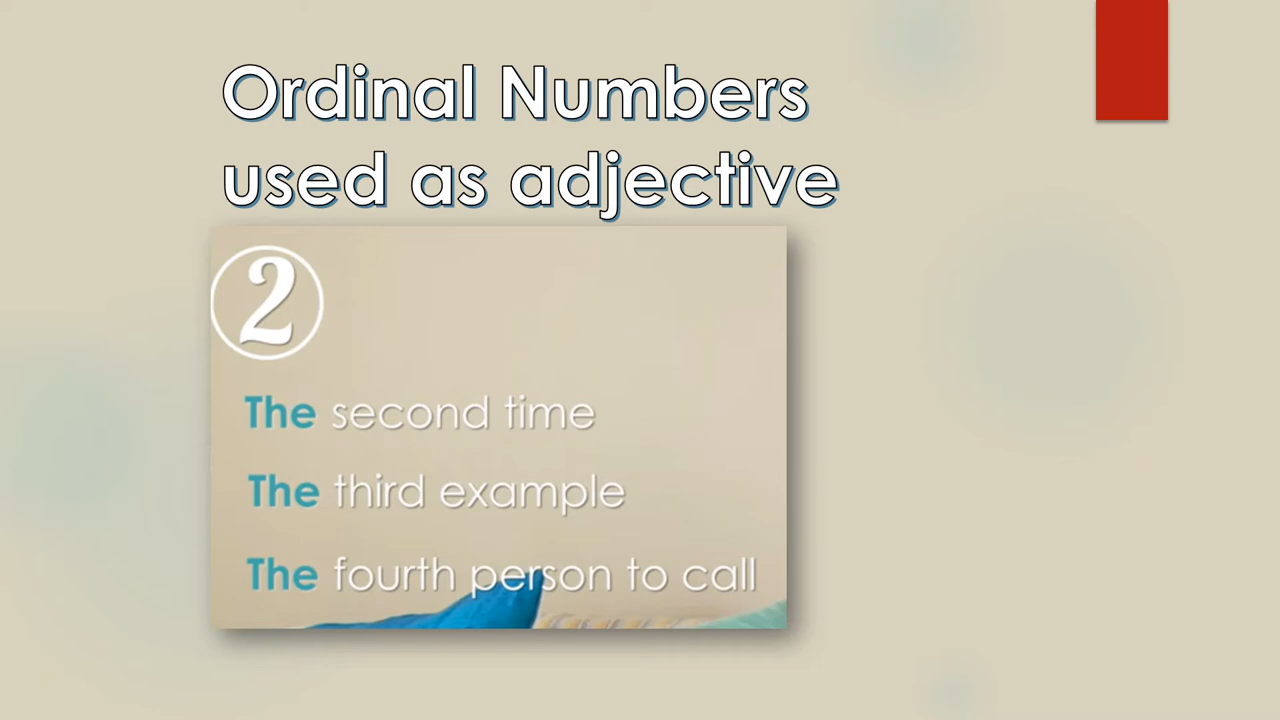 Ordinal Numbers
used as adjective
2
The second time
The third example
The fourth person to call